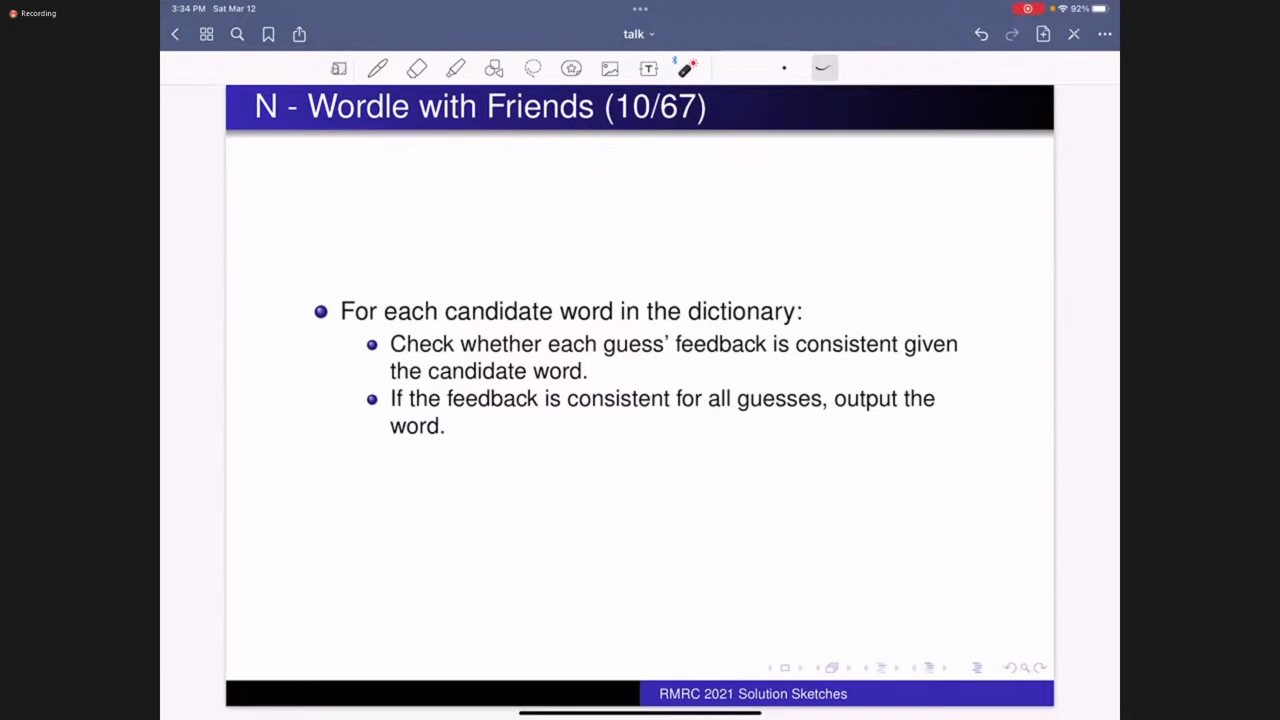 Recording
3:34 PM Sat Mar 12
92%
talk
T
N - Wordle with Friends (10/67)
For each candidate word in the dictionary:
Check whether each guess’ feedback is consistent given
the candidate word.
If the feedback is consistent for all guesses, output the
word.
RMRC 2021 Solution Sketches